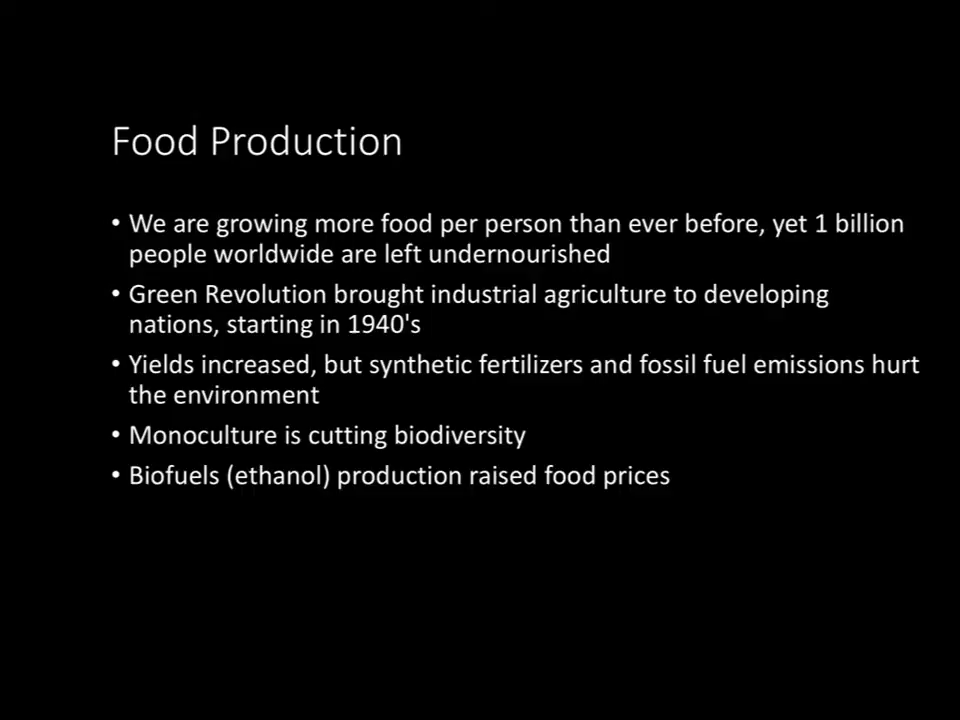 Food Production
• We are growing more food per person than ever before, yet 1 billion
people worldwide are left undernourished
• Green Revolution brought industrial agriculture to developing
nations, starting in 1940's
• Yields increased, but synthetic fertilizers and fossil fuel emissions hurt
the environment
• Monoculture is cutting biodiversity
• Biofuels (ethanol) production raised food prices